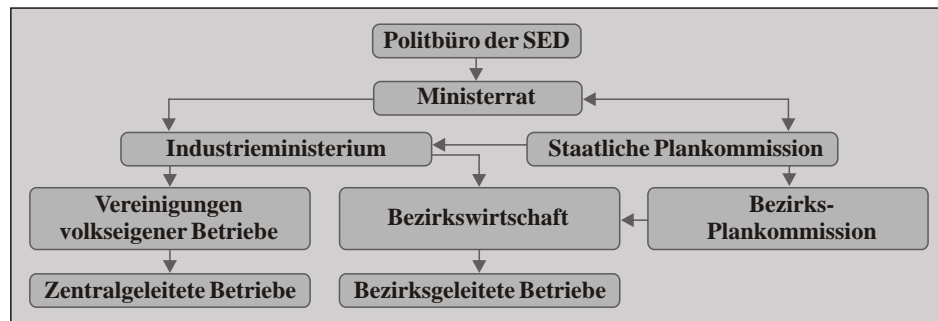 Politbüro der SED
Ministerrat
Industrieministerium
Staatliche Plankommission
Vereinigungen
volkseigener Betriebe
Bezirkswirtschaft
Bezirks-
Plankommission
Zentralgeleitete Betriebe
Bezirksgeleitete Betriebe